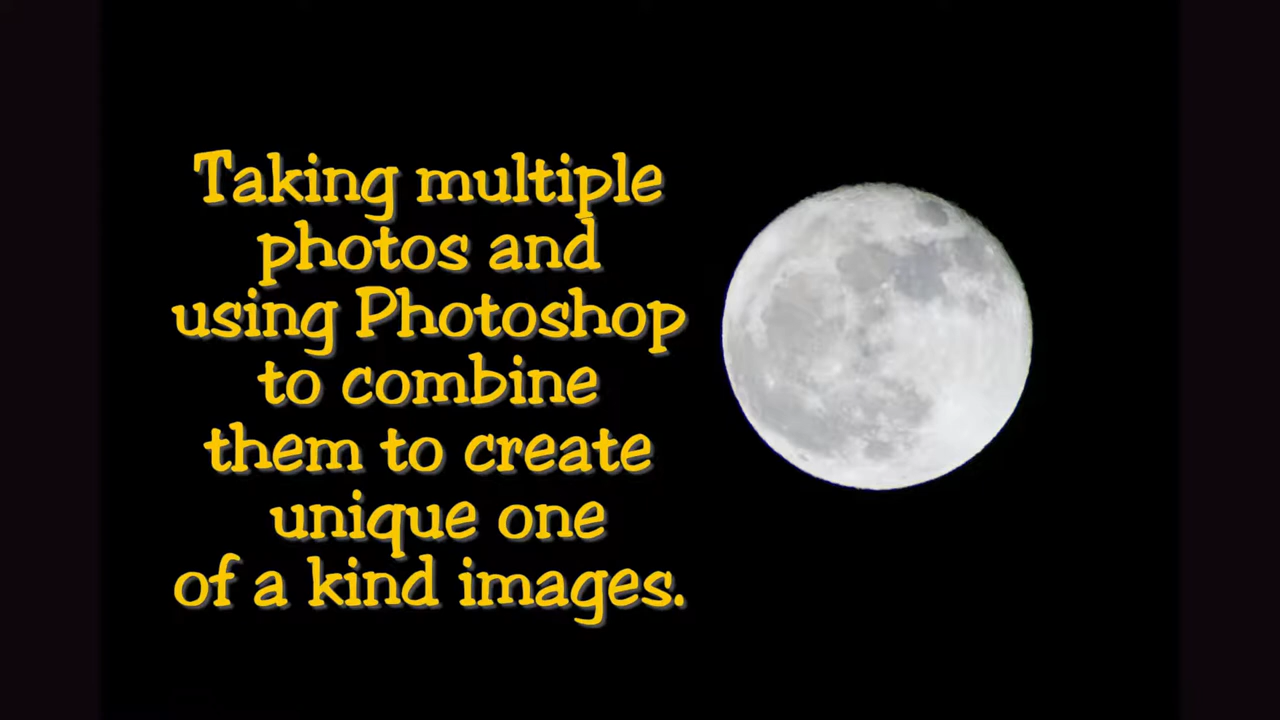 Taking multiple
photos and
using Photoshop
to combine
them to create
unique one
of a kind images.